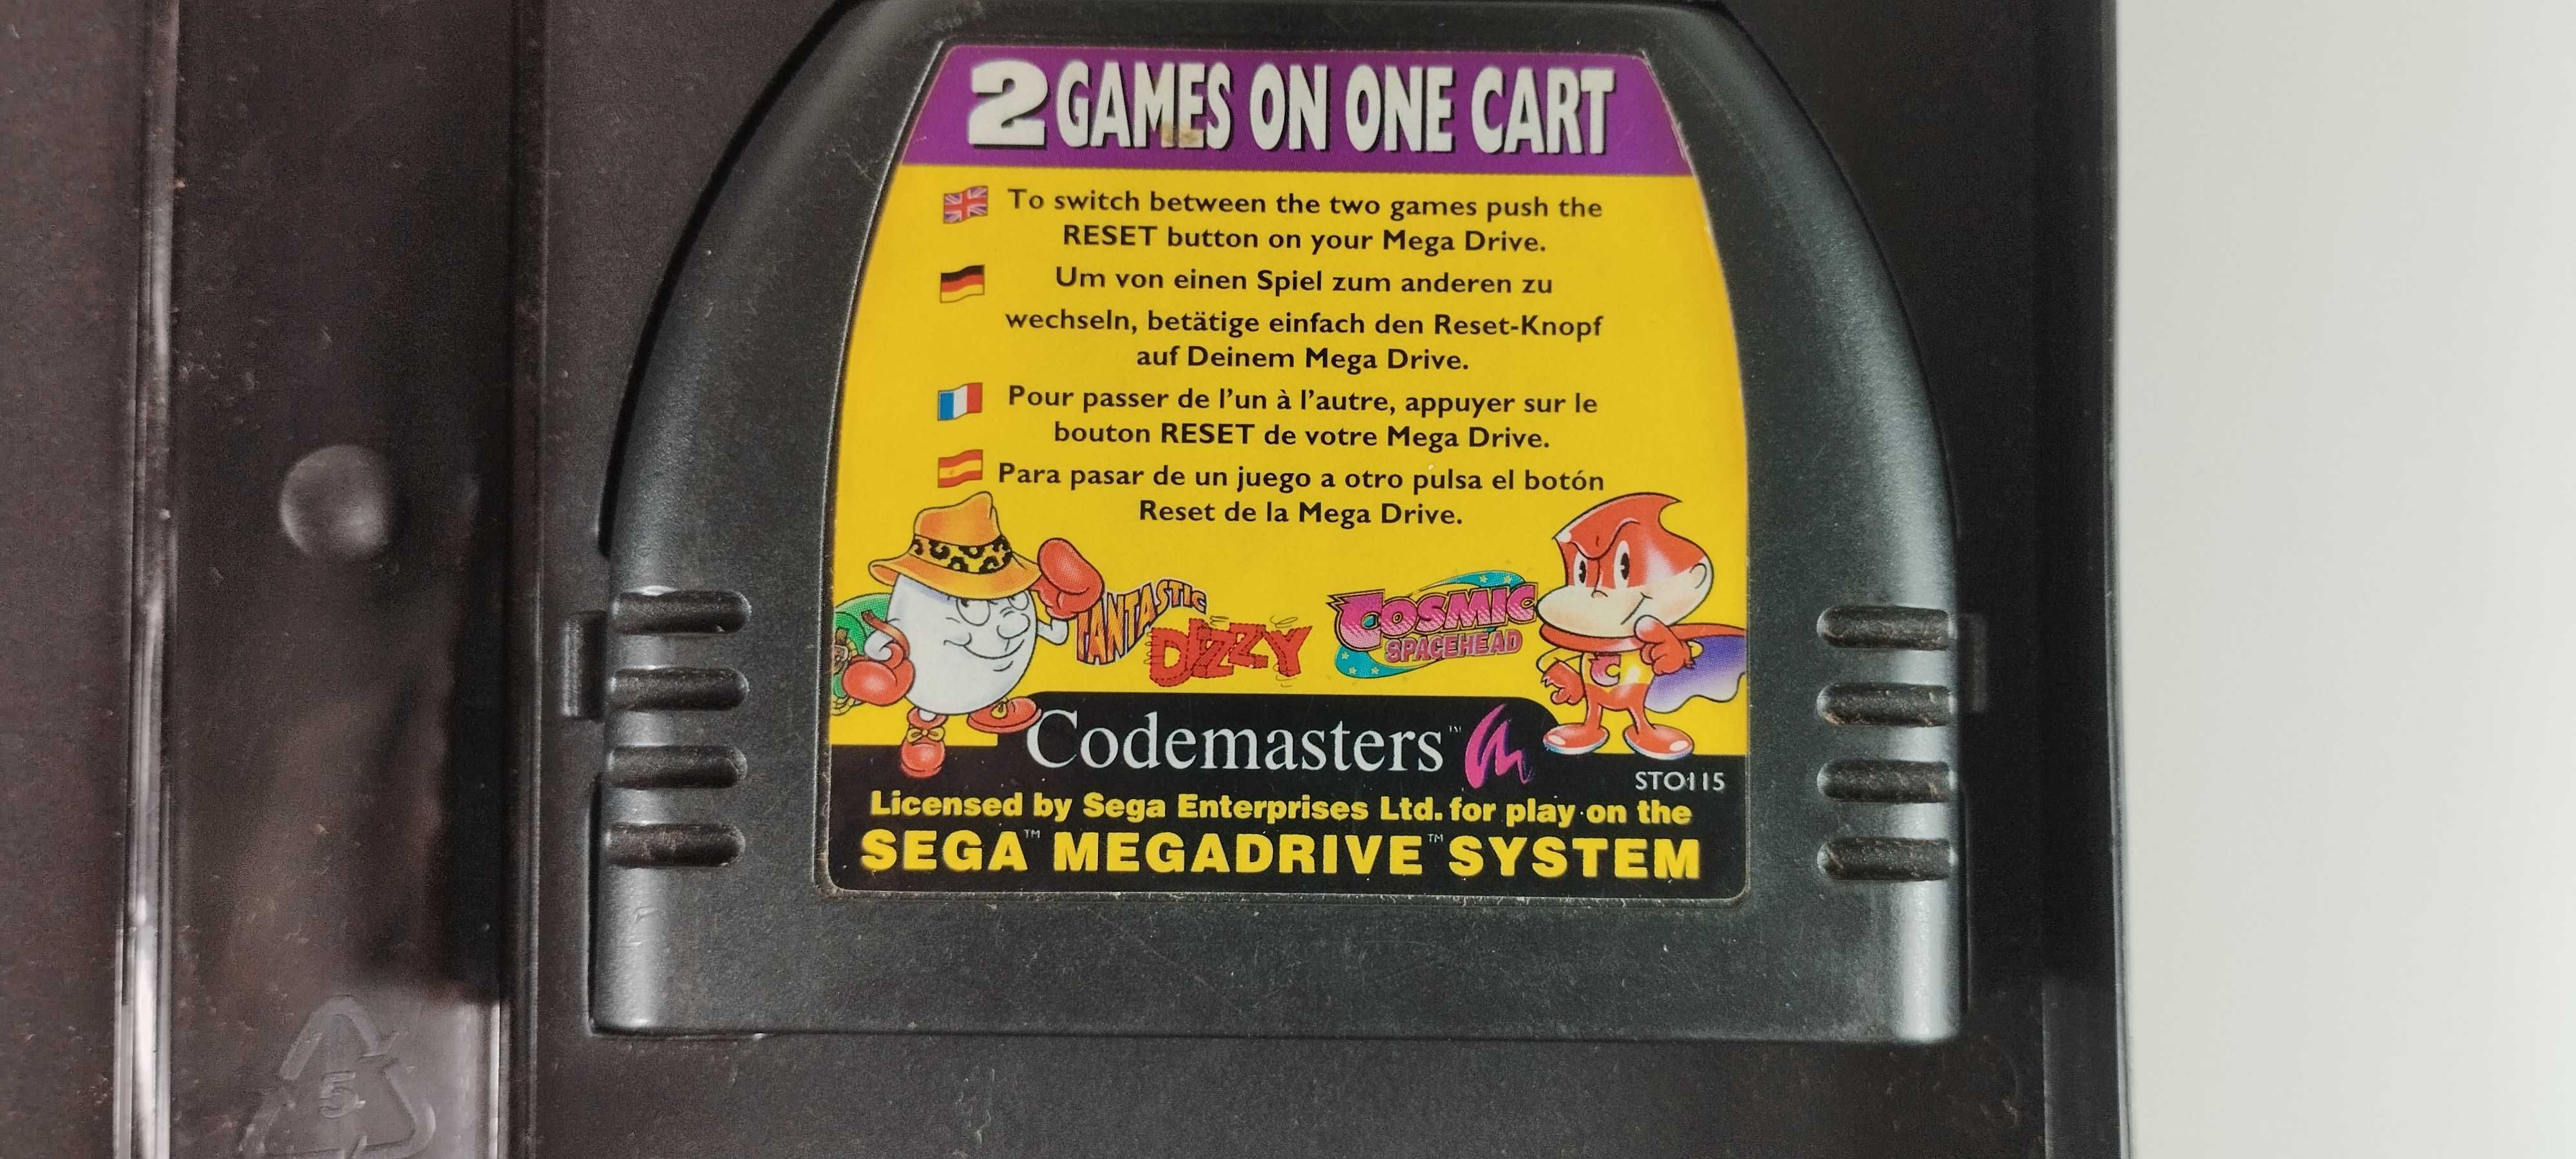 2 GAMES ON ONE CART
To switch between the two games push the
RESET button on your Mega Drive.
Um von einen Spiel zum anderen zu
wechseln, betätige einfach den Reset-Knopf
auf Deinem Mega Drive.
Pour passer de l'un à l'autre, appuyer sur le
bouton RESET de votre Mega Drive.
Para pasar de un juego a otro pulsa el botón
Reset de la Mega Drive.
FANTASTIC
DIZZY
COSMIC
SPACEHEAD
C
Codemasters™
STO115
Licensed by Sega Enterprises Ltd. for play on the
SEGA™ MEGADRIVE™ SYSTEM
5